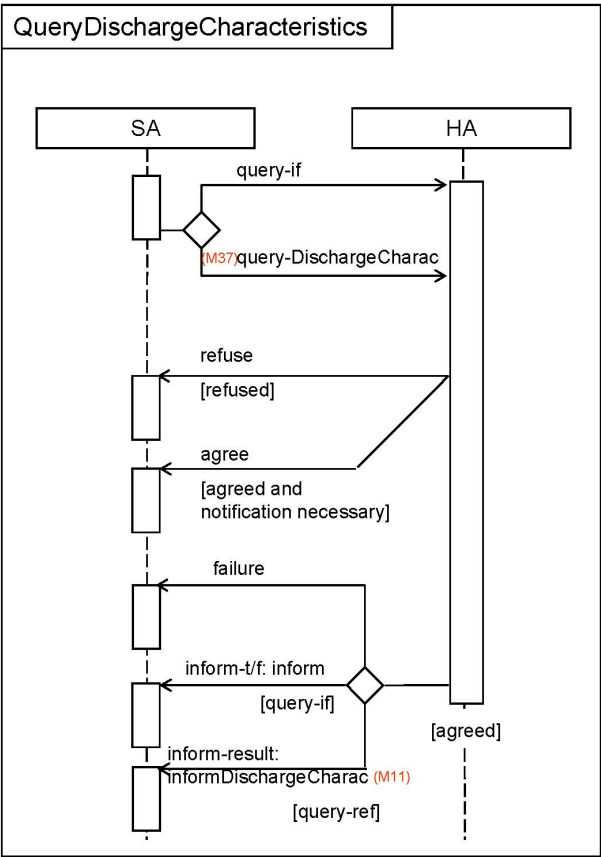 QueryDischargeCharacteristics
SA
HA
query-if
(M37)query-DischargeCharac
refuse
[refused]
agree
[agreed and
notification necessary]
failure
inform-t/f: inform
[query-if]
[agreed]
inform-result:
informDischargeCharac (M11)
[query-ref]